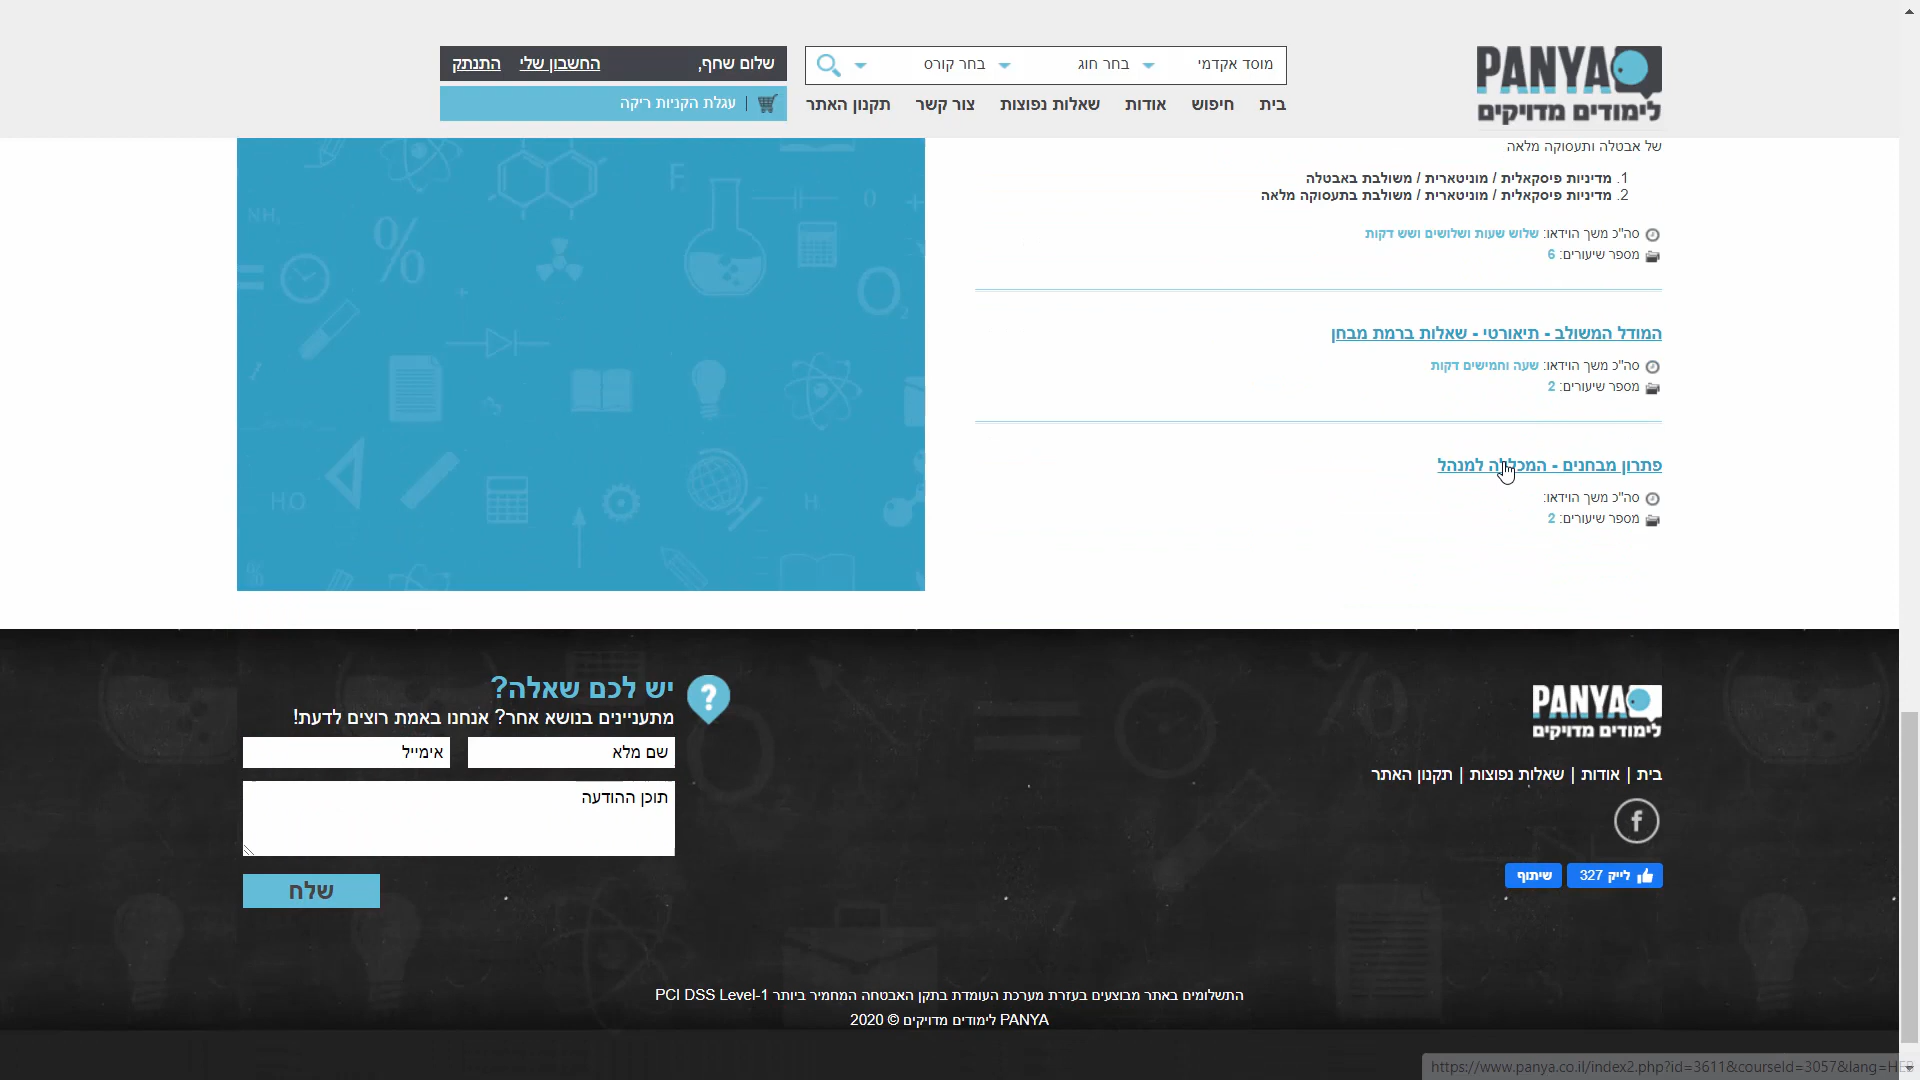 PANYA
לימודים מדויקים
מוסד אקדמי
בחר חוג
בחר קורס
שלום שחף,
החשבון שלי
התנתק
עגלת הקניות ריקה
בית
חיפוש
אודות
שאלות נפוצות
צור קשר
תקנון האתר
של אבטלה ותעסוקה מלאה
1. מדיניות פיסקאלית / מוניטארית / משולבת באבטלה
2. מדיניות פיסקאלית / מוניטארית / משולבת בתעסוקה מלאה
סה"כ משך הוידאו: שלוש שעות ושלושים ושש דקות
מספר שיעורים: 6
המודל המשולב - תיאורטי - שאלות ברמת מבחן
סה"כ משך הוידאו: שעה וחמישים דקות
מספר שיעורים: 2
פתרון מבחנים - המכללה למנהל
סה"כ משך הוידאו:
מספר שיעורים: 2
PANYA
לימודים מדויקים
בית | אודות | שאלות נפוצות | תקנון האתר
לייק 327
שיתוף
יש לכם שאלה?
מתעניינים בנושא אחר? אנחנו באמת רוצים לדעת!
שם מלא
אימייל
תוכן ההודעה
שלח
התשלומים באתר מבוצעים בעזרת מערכת העומדת בתקן האבטחה המחמיר ביותר PCI DSS Level-1
PANYA לימודים מדויקים © 2020
https://www.panya.co.il/index2.php?id=3611&courseId=3057&lang=HEB